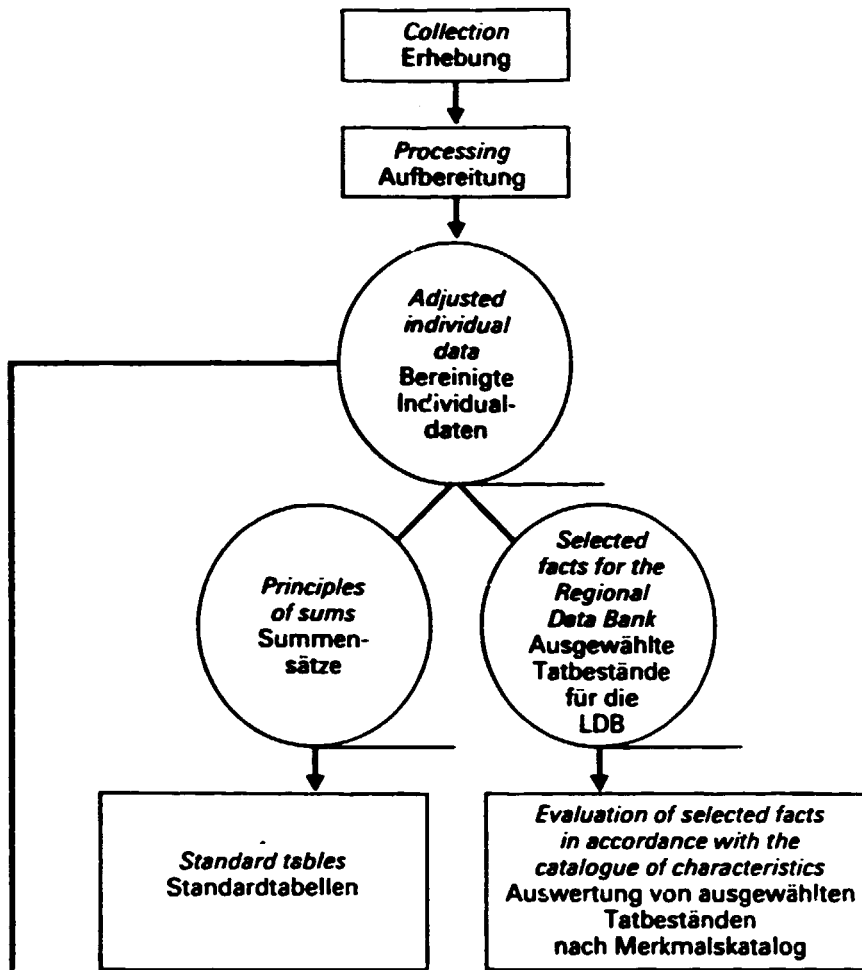 Collection
Erhebung
Processing
Aufbereitung
Adjusted
individual
data
Bereinigte
Individual-
daten
Principles
of sums
Summen-
sätze
Selected
facts for the
Regional
Data Bank
Ausgewählte
Tatbestände
für die
LDB
Standard tables
Standardtabellen
Evaluation of selected facts
in accordance with the
catalogue of characteristics
Auswertung von ausgewählten
Tatbeständen
nach Merkmalskatalog